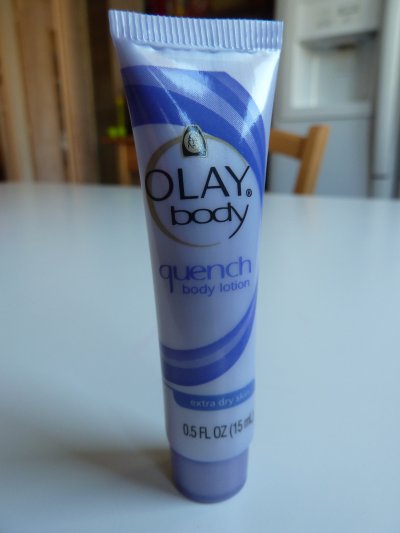 OLAY®
body
quench
body lotion
extra dry skin
0.5 FL OZ (15 mL)